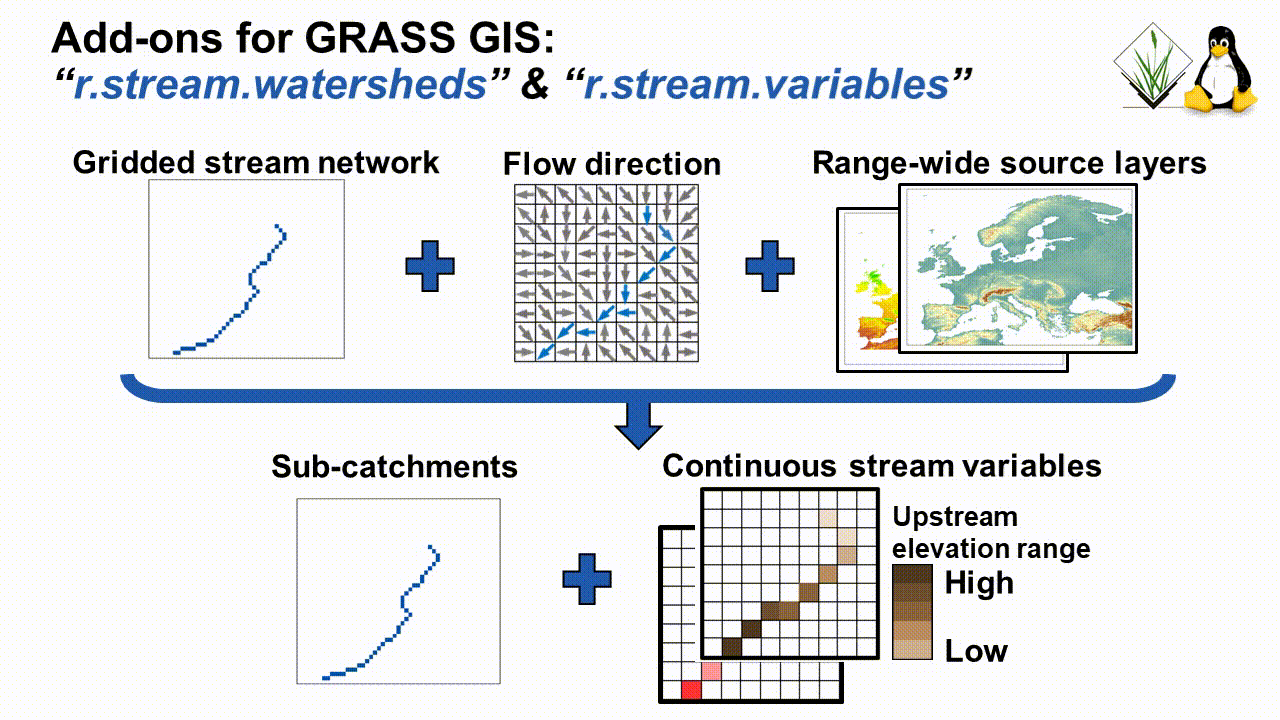 Add-ons for GRASS GIS:
“r.stream.watersheds” & “r.stream.variables”
Gridded stream network
Flow direction
Range-wide source layers
Sub-catchments
Continuous stream variables
Upstream
elevation range
High
Low